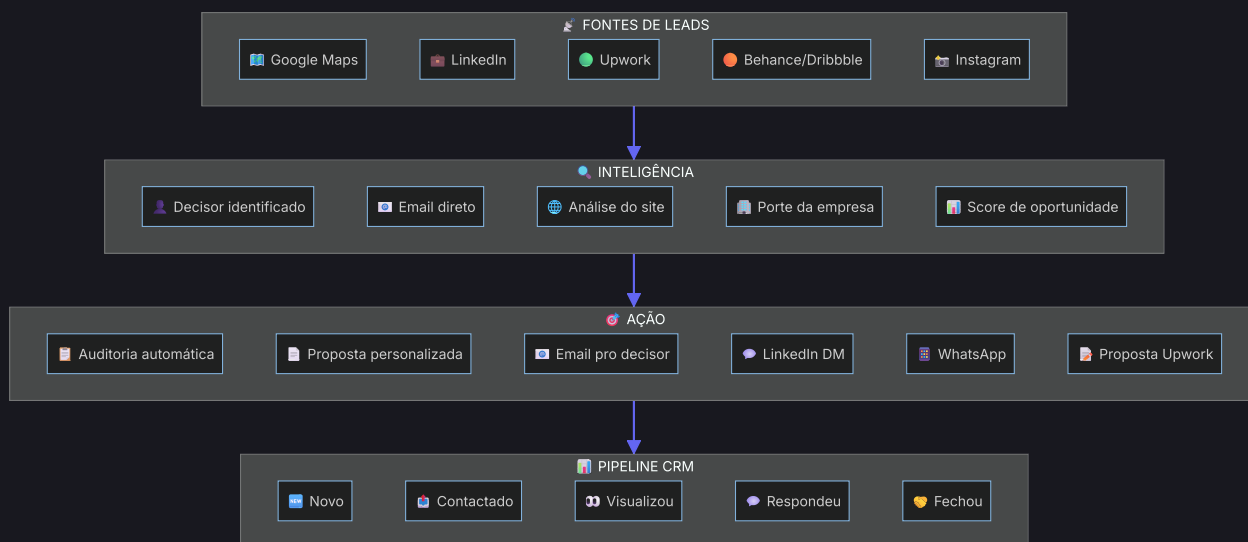 FONTES DE LEADS
Google Maps
LinkedIn
Upwork
Behance/Dribbble
Instagram
INTELIGÊNCIA
Decisor identificado
Email direto
Análise do site
Porte da empresa
Score de oportunidade
AÇÃO
Auditoria automática
Proposta personalizada
Email pro decisor
LinkedIn DM
WhatsApp
Proposta Upwork
PIPELINE CRM
NEW Novo
Contactado
Visualizou
Respondeu
Fechou